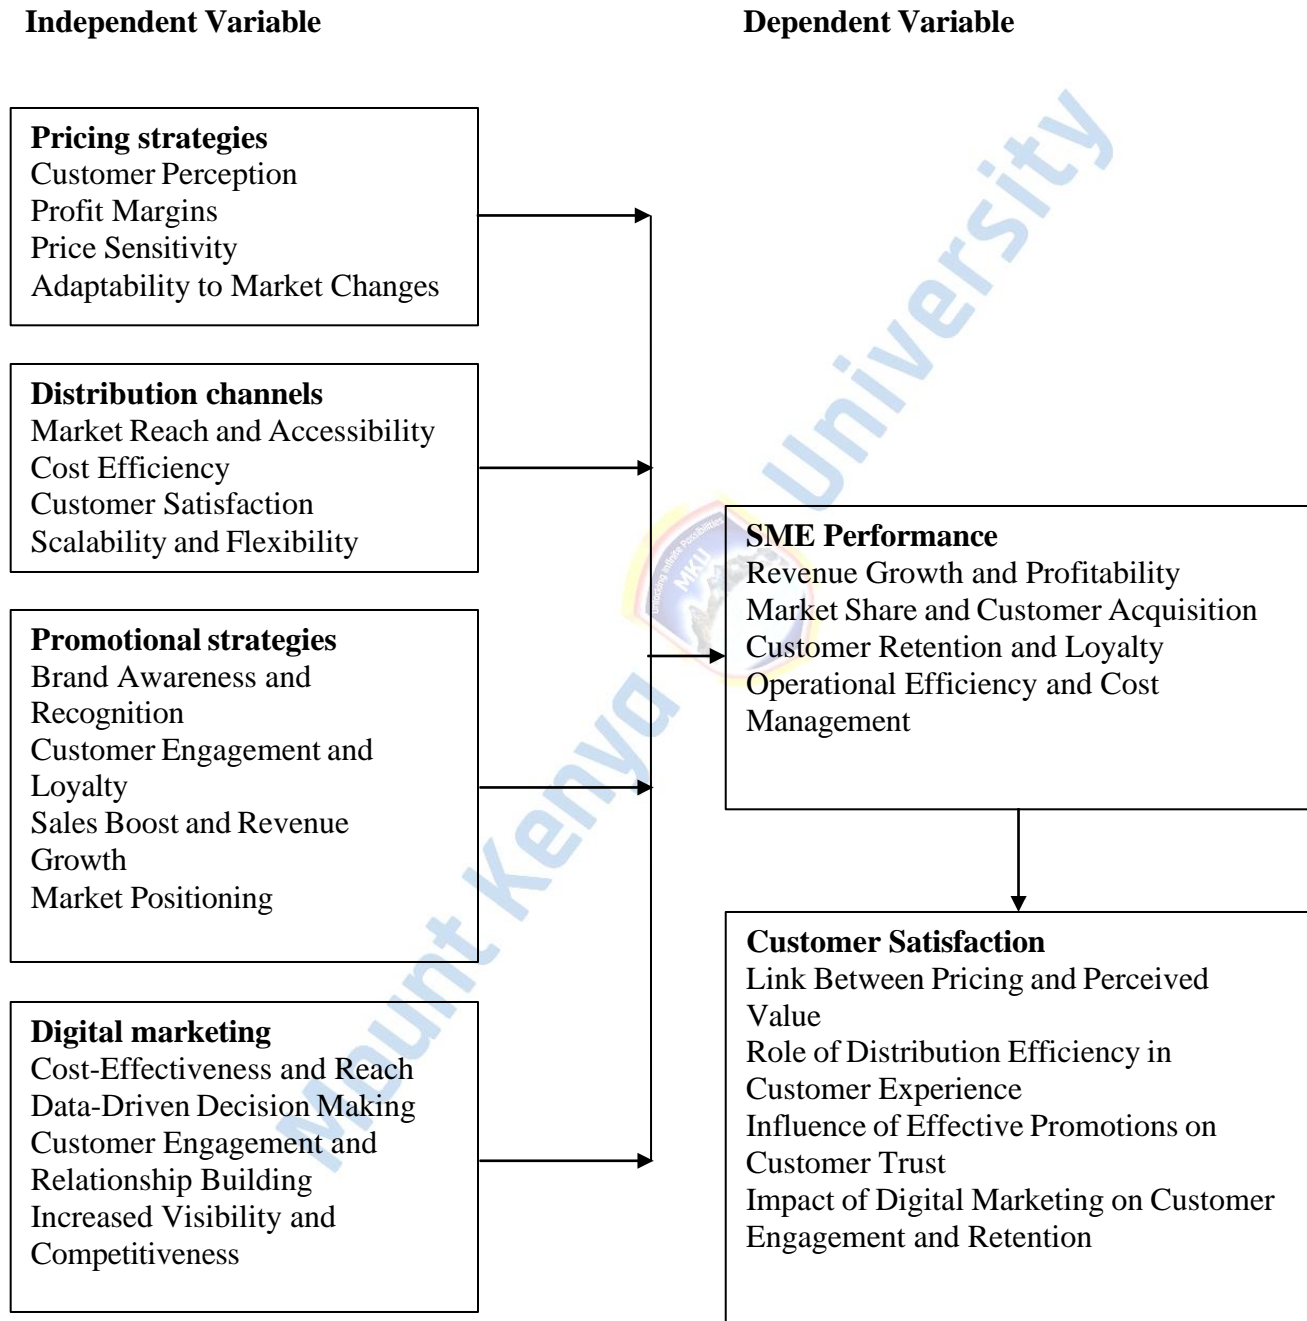 Independent Variable
Dependent Variable
Pricing strategies
Customer Perception
Profit Margins
Price Sensitivity
Adaptability to Market Changes
Distribution channels
Market Reach and Accessibility
Cost Efficiency
Customer Satisfaction
Scalability and Flexibility
Promotional strategies
Brand Awareness and
Recognition
Customer Engagement and
Loyalty
Sales Boost and Revenue
Growth
Market Positioning
Digital marketing
Cost-Effectiveness and Reach
Data-Driven Decision Making
Customer Engagement and
Relationship Building
Increased Visibility and
Competitiveness
SME Performance
Revenue Growth and Profitability
Market Share and Customer Acquisition
Customer Retention and Loyalty
Operational Efficiency and Cost
Management
Customer Satisfaction
Link Between Pricing and Perceived
Value
Role of Distribution Efficiency in
Customer Experience
Influence of Effective Promotions on
Customer Trust
Impact of Digital Marketing on Customer
Engagement and Retention
Mount Kenya University
Unlocking Infinite Possibilities
MKU